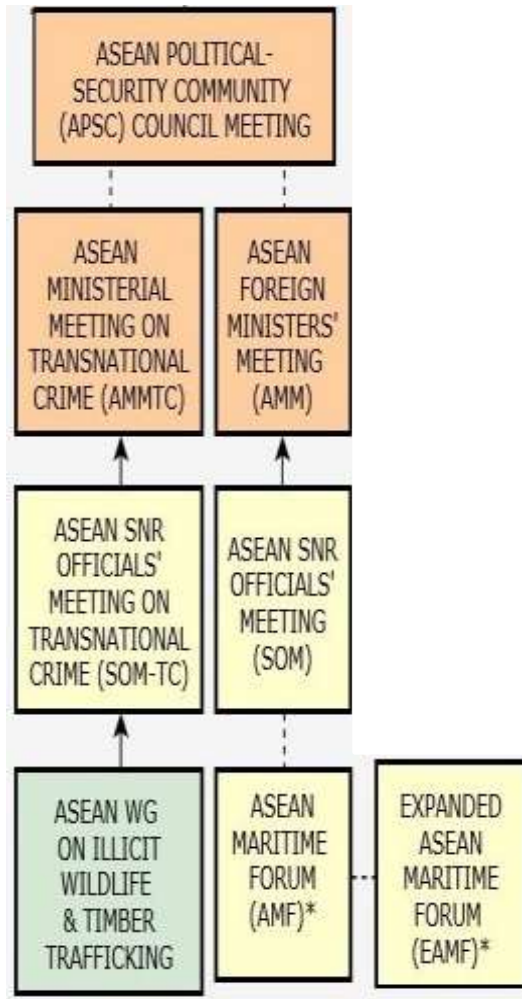 ASEAN POLITICAL-
SECURITY COMMUNITY
(APSC) COUNCIL MEETING
ASEAN
MINISTERIAL
MEETING ON
TRANSNATIONAL
CRIME (AMMTC)
ASEAN
FOREIGN
MINISTERS'
MEETING
(AMM)
ASEAN SNR
OFFICIALS'
MEETING ON
TRANSNATIONAL
CRIME (SOM-TC)
ASEAN SNR
OFFICIALS'
MEETING
(SOM)
ASEAN WG
ON ILLICIT
WILDLIFE
& TIMBER
TRAFFICKING
ASEAN
MARITIME
FORUM
(AMF)*
EXPANDED
ASEAN
MARITIME
FORUM
(EAMF)*